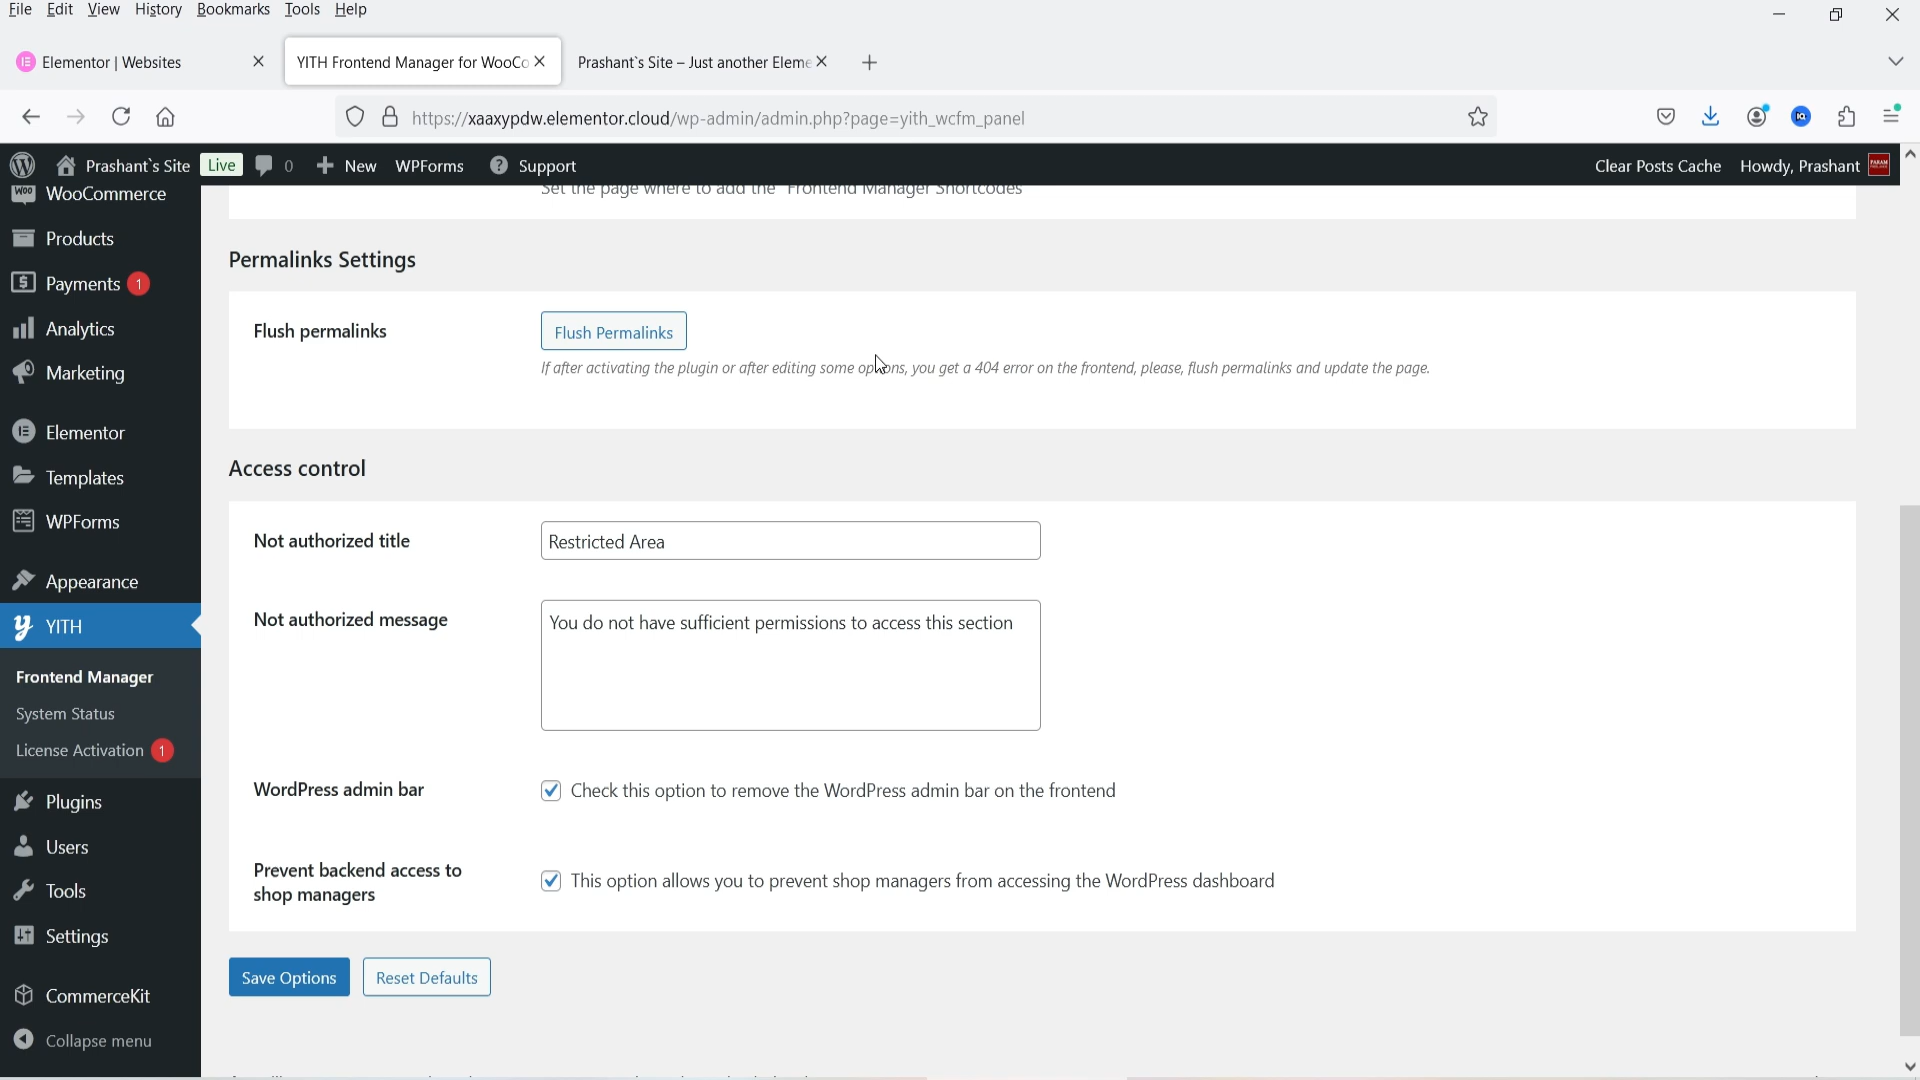 File Edit View History Bookmarks Tools Help
Elementor | Websites
YITH Frontend Manager for WooCo
Prashant`s Site – Just another Eleme
https://xaaxypdw.elementor.cloud/wp-admin/admin.php?page=yith_wcfm_panel
Prashant`s Site Live 0 New WPForms Support
Clear Posts Cache Howdy, Prashant
WooCommerce
Products
Payments 1
Analytics
Marketing
Elementor
Templates
WPForms
Appearance
YITH
Frontend Manager
System Status
License Activation 1
Plugins
Users
Tools
Settings
CommerceKit
Collapse menu
Set the page where to add the "Frontend Manager Shortcodes"
Permalinks Settings
Flush permalinks
Flush Permalinks
If after activating the plugin or after editing some options, you get a 404 error on the frontend, please, flush permalinks and update the page.
Access control
Not authorized title
Restricted Area
Not authorized message
You do not have sufficient permissions to access this section
WordPress admin bar
Check this option to remove the WordPress admin bar on the frontend
Prevent backend access to
shop managers
This option allows you to prevent shop managers from accessing the WordPress dashboard
Save Options
Reset Defaults